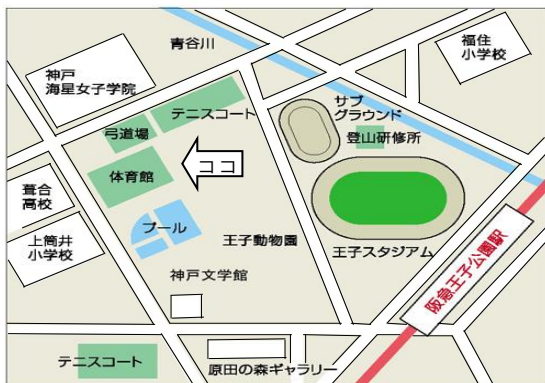 青谷川
福住
小学校
神戸
海星女子学院
テニスコート
サブ
グラウンド
弓道場
登山研修所
ココ
体育館
葺合
高校
プール
上筒井
小学校
王子動物園
王子スタジアム
阪急王子公園駅
神戸文学館
テニスコート
原田の森ギャラリー